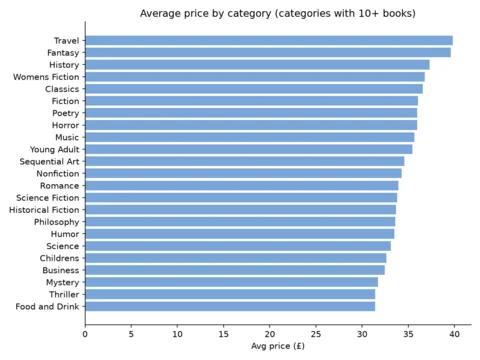 Average price by category (categories with 10+ books)
Travel
Fantasy
History
Womens Fiction
Classics
Fiction
Poetry
Horror
Music
Young Adult
Sequential Art
Nonfiction
Romance
Science Fiction
Historical Fiction
Philosophy
Humor
Science
Childrens
Business
Mystery
Thriller
Food and Drink
0 5 10 15 20 25 30 35 40
Avg price (£)